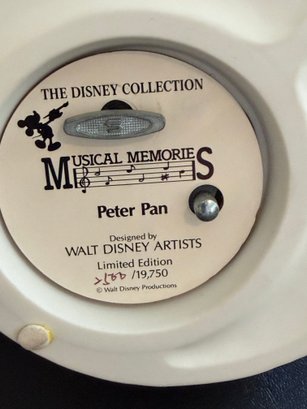 THE DISNEY COLLECTION
MUSICAL MEMORIES
Peter Pan
Designed by
WALT DISNEY ARTISTS
Limited Edition
/19,750
© Walt Disney Productions